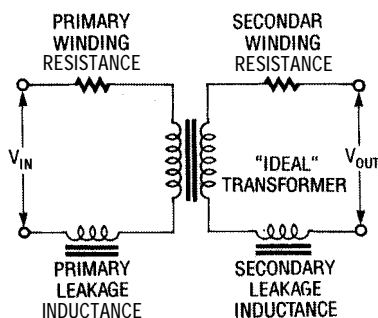 PRIMARY
WINDING
RESISTANCE
SECONDAR
WINDING
RESISTANCE
VIN
"IDEAL"
TRANSFORMER
VOUT
PRIMARY
LEAKAGE
INDUCTANCE
SECONDARY
LEAKAGE
INDUCTANCE